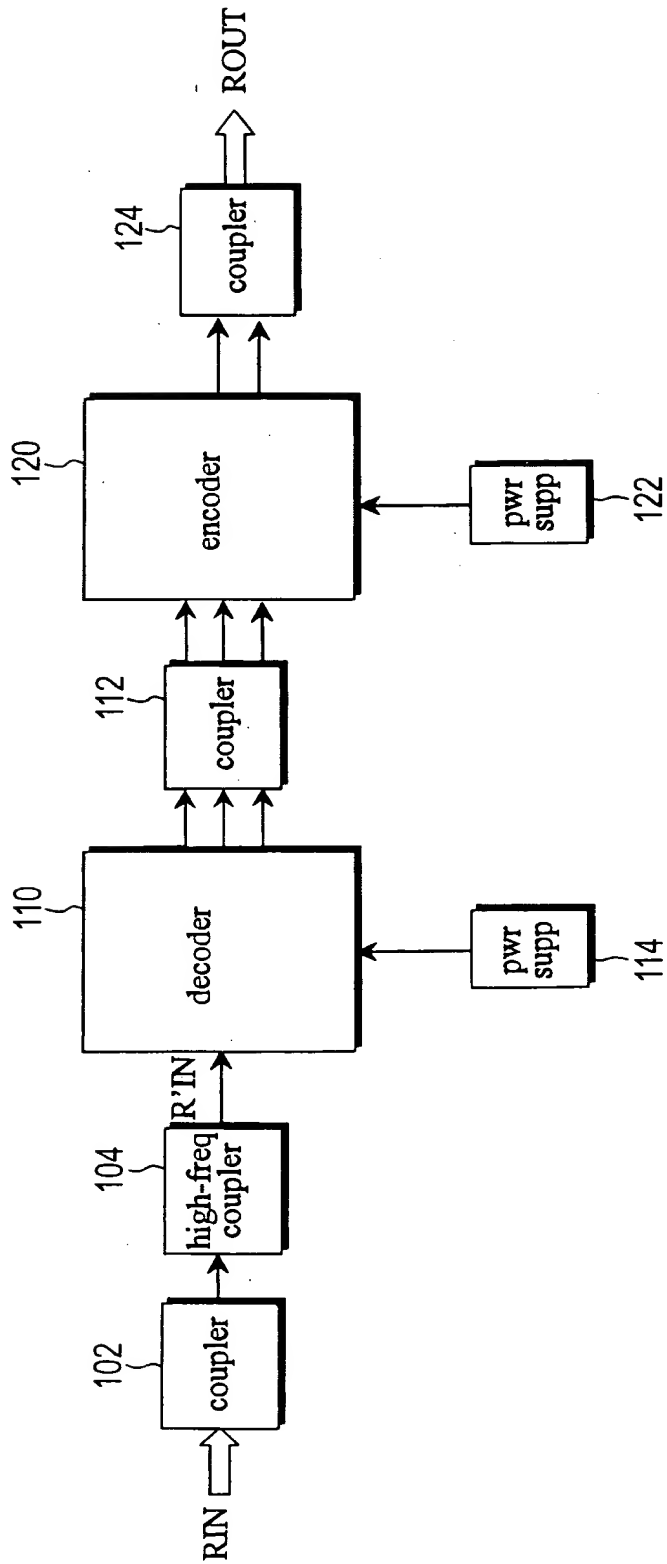 RIN
102
coupler
104
high-freq
coupler
R'IN
110
decoder
114
pwr
supp
112
coupler
120
encoder
122
pwr
supp
124
coupler
ROUT